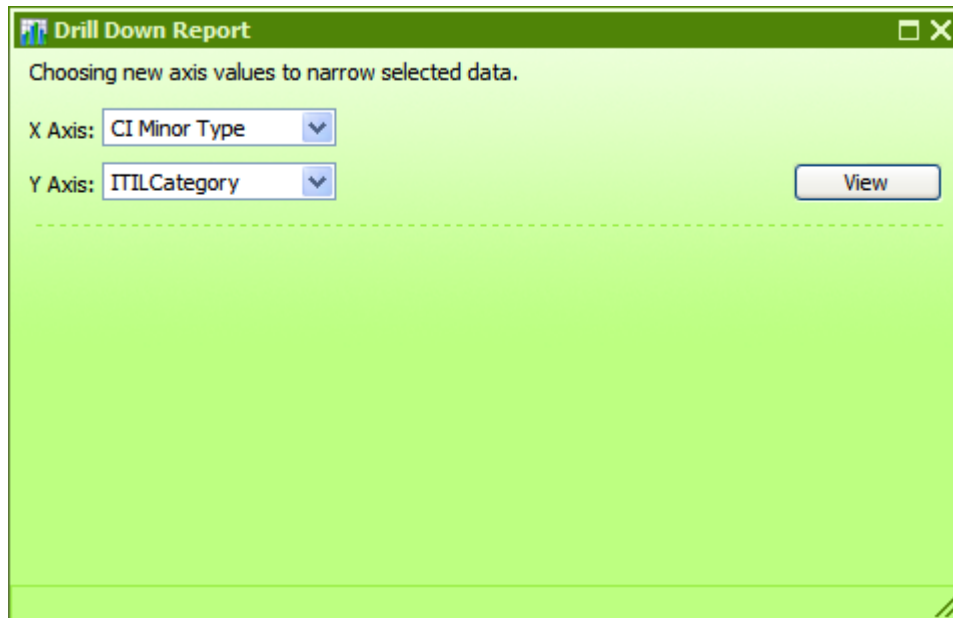 Drill Down Report
Choosing new axis values to narrow selected data.
X Axis: CI Minor Type
Y Axis: ITILCategory View